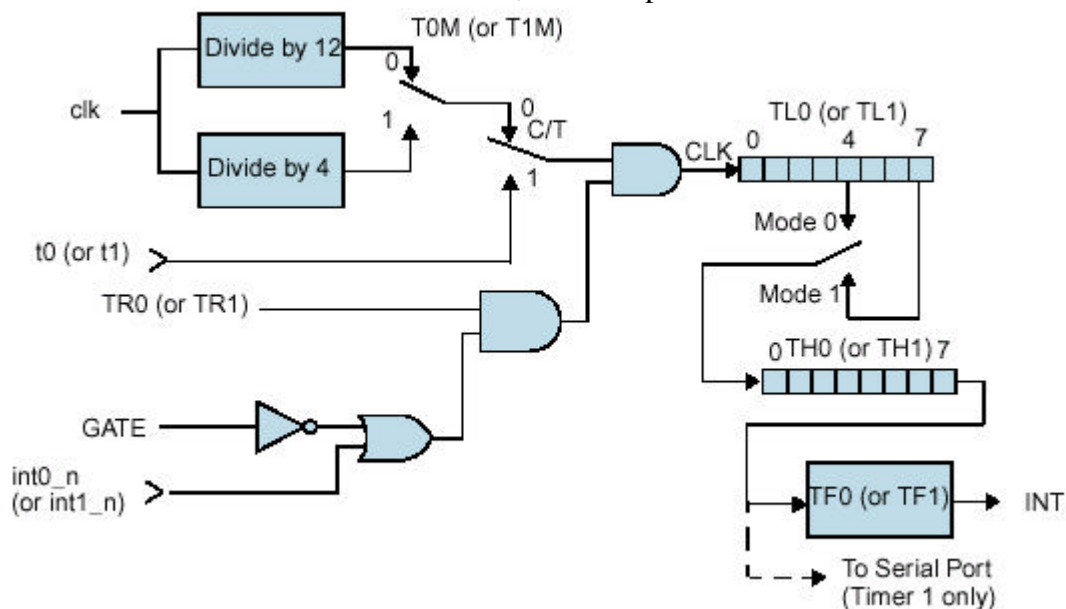 T0M (or T1M)
Divide by 12
0
clk
1
0
C/T
Divide by 4
1
t0 (or t1)
TR0 (or TR1)
GATE
int0_n
(or int1_n)
CLK
TL0 (or TL1)
0 4 7
Mode 0
Mode 1
0 TH0 (or TH1) 7
TF0 (or TF1)
INT
To Serial Port
(Timer 1 only)